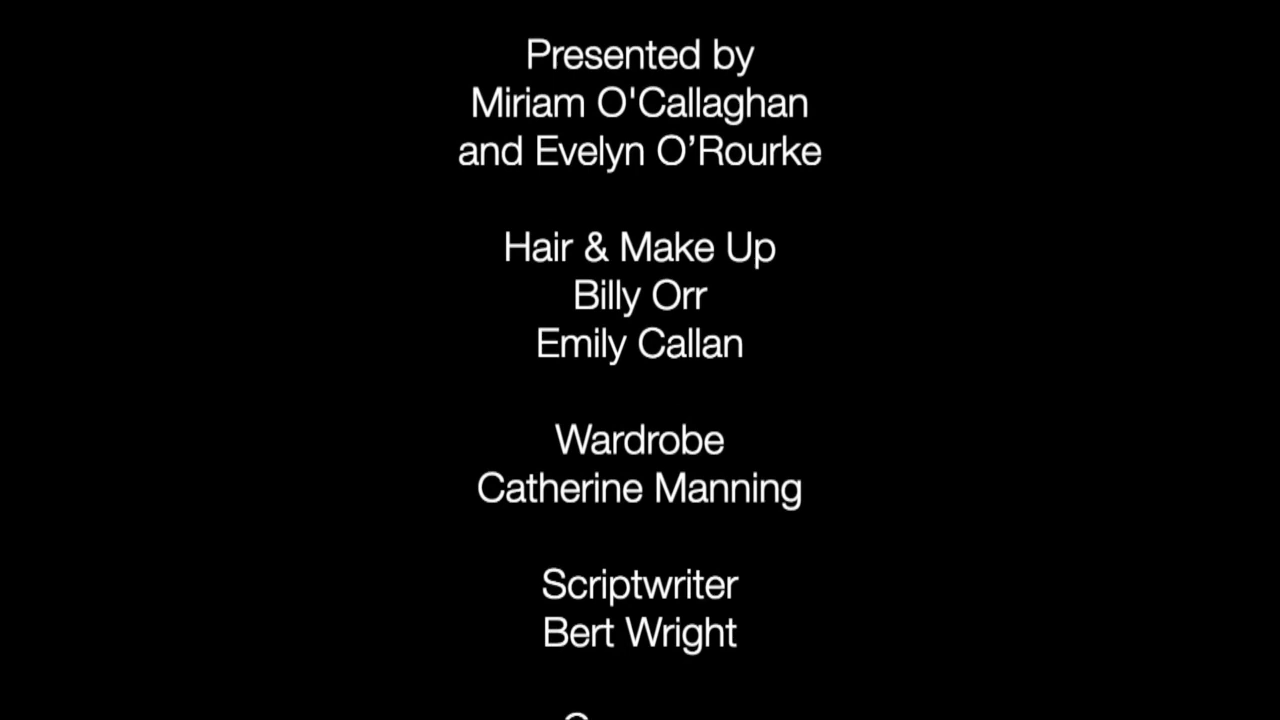 Presented by
Miriam O'Callaghan
and Evelyn O’Rourke
Hair & Make Up
Billy Orr
Emily Callan
Wardrobe
Catherine Manning
Scriptwriter
Bert Wright